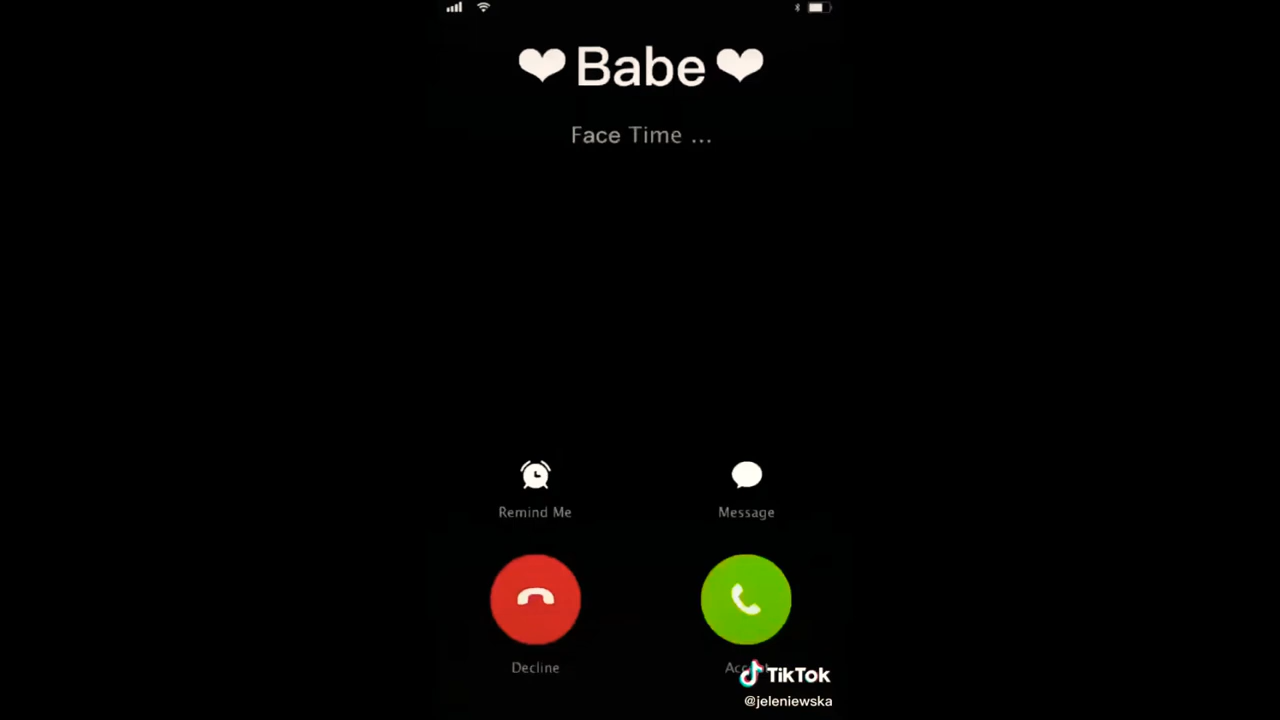 ❤Babe❤
Face Time ...
Remind Me
Message
Decline
TikTok
@jeleniewska